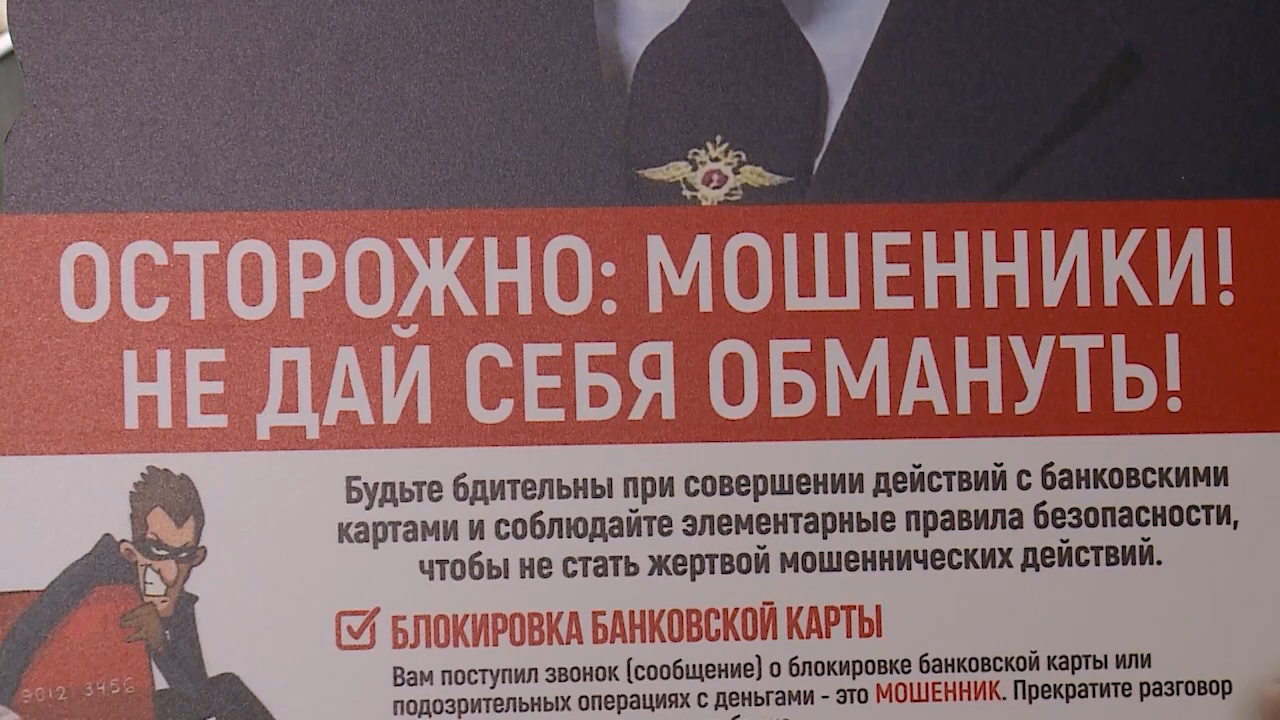 ОСТОРОЖНО: МОШЕННИКИ!
НЕ ДАЙ СЕБЯ ОБМАНУТЬ!
Будьте бдительны при совершении действий с банковскими
картами и соблюдайте элементарные правила безопасности,
чтобы не стать жертвой мошеннических действий.
БЛОКИРОВКА БАНКОВСКОЙ КАРТЫ
Вам поступил звонок (сообщение) о блокировке банковской карты или
подозрительных операциях с деньгами - это МОШЕННИК. Прекратите разговор
9012 3456